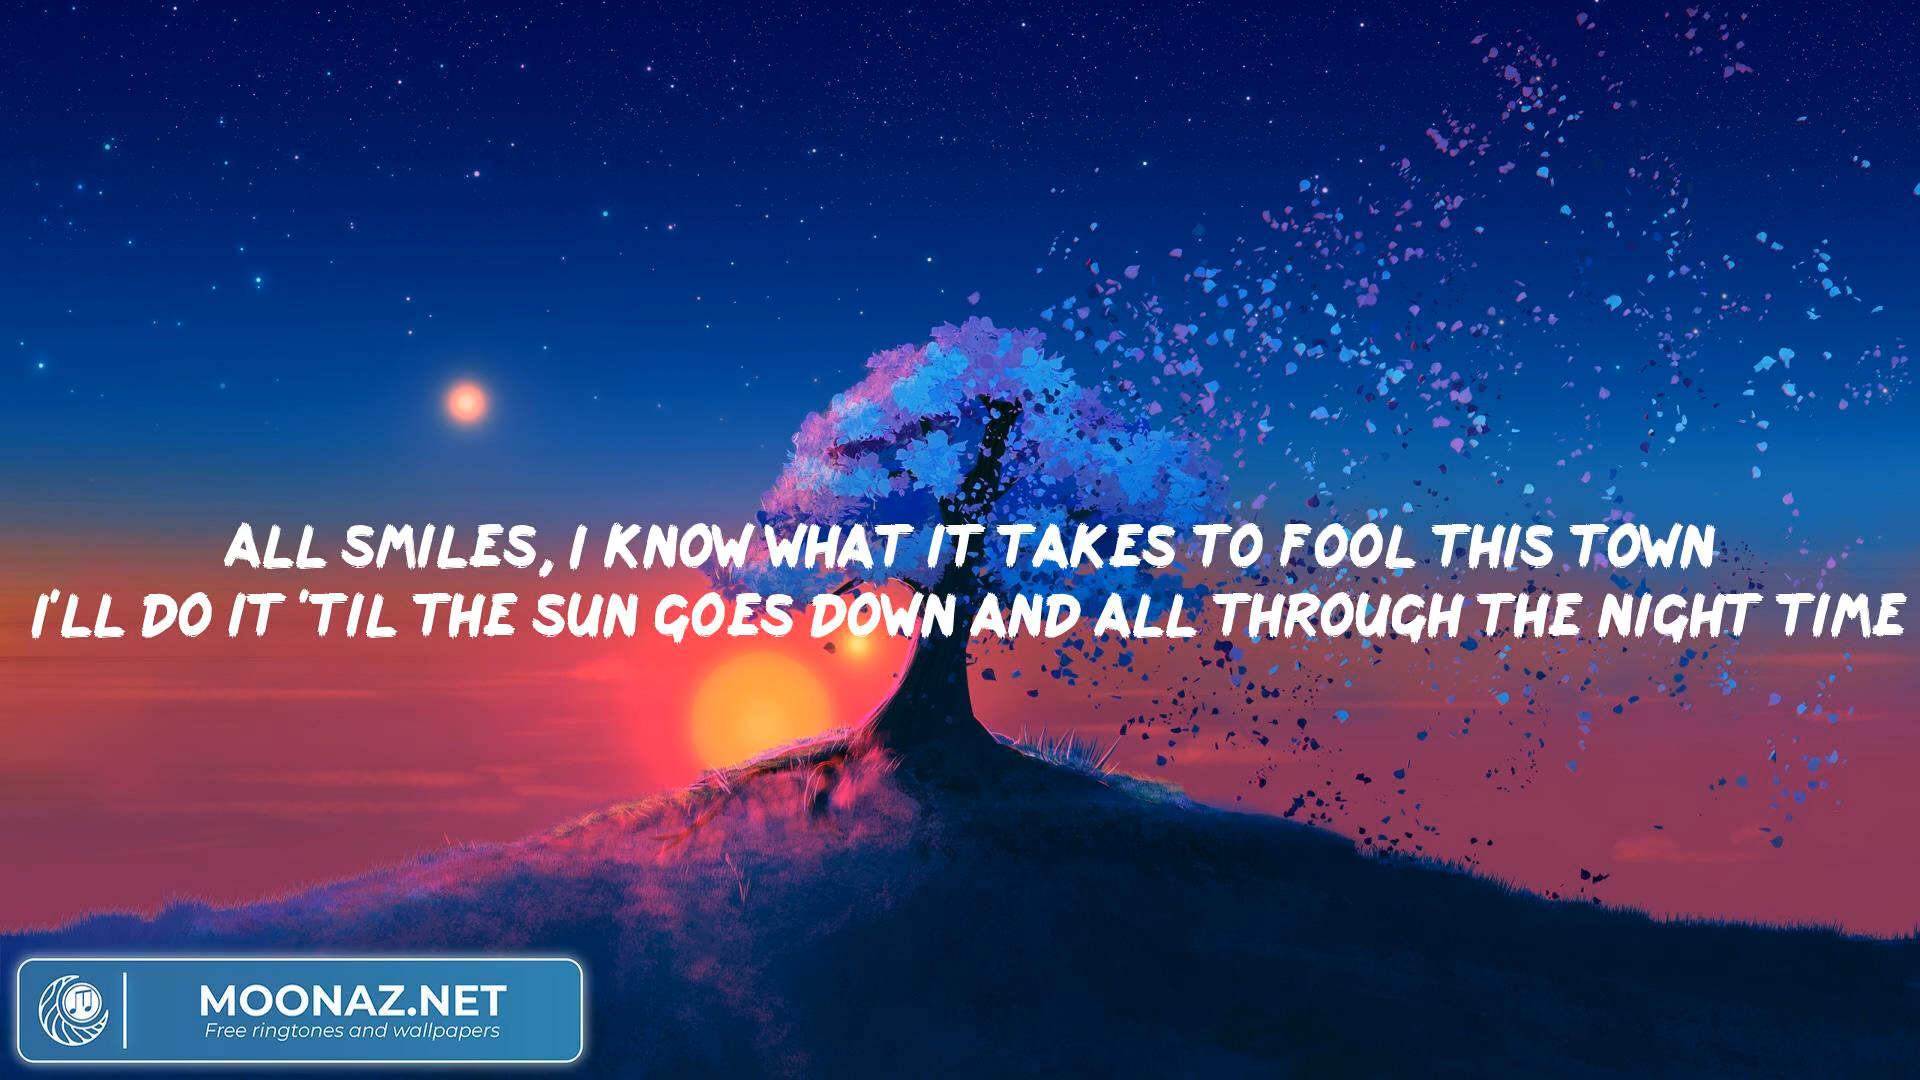 ALL SMILES, I KNOW WHAT IT TAKES TO FOOL THIS TOWN
I'LL DO IT 'TIL THE SUN GOES DOWN AND ALL THROUGH THE NIGHT TIME
MOONAZ.NET
Free ringtones and wallpapers